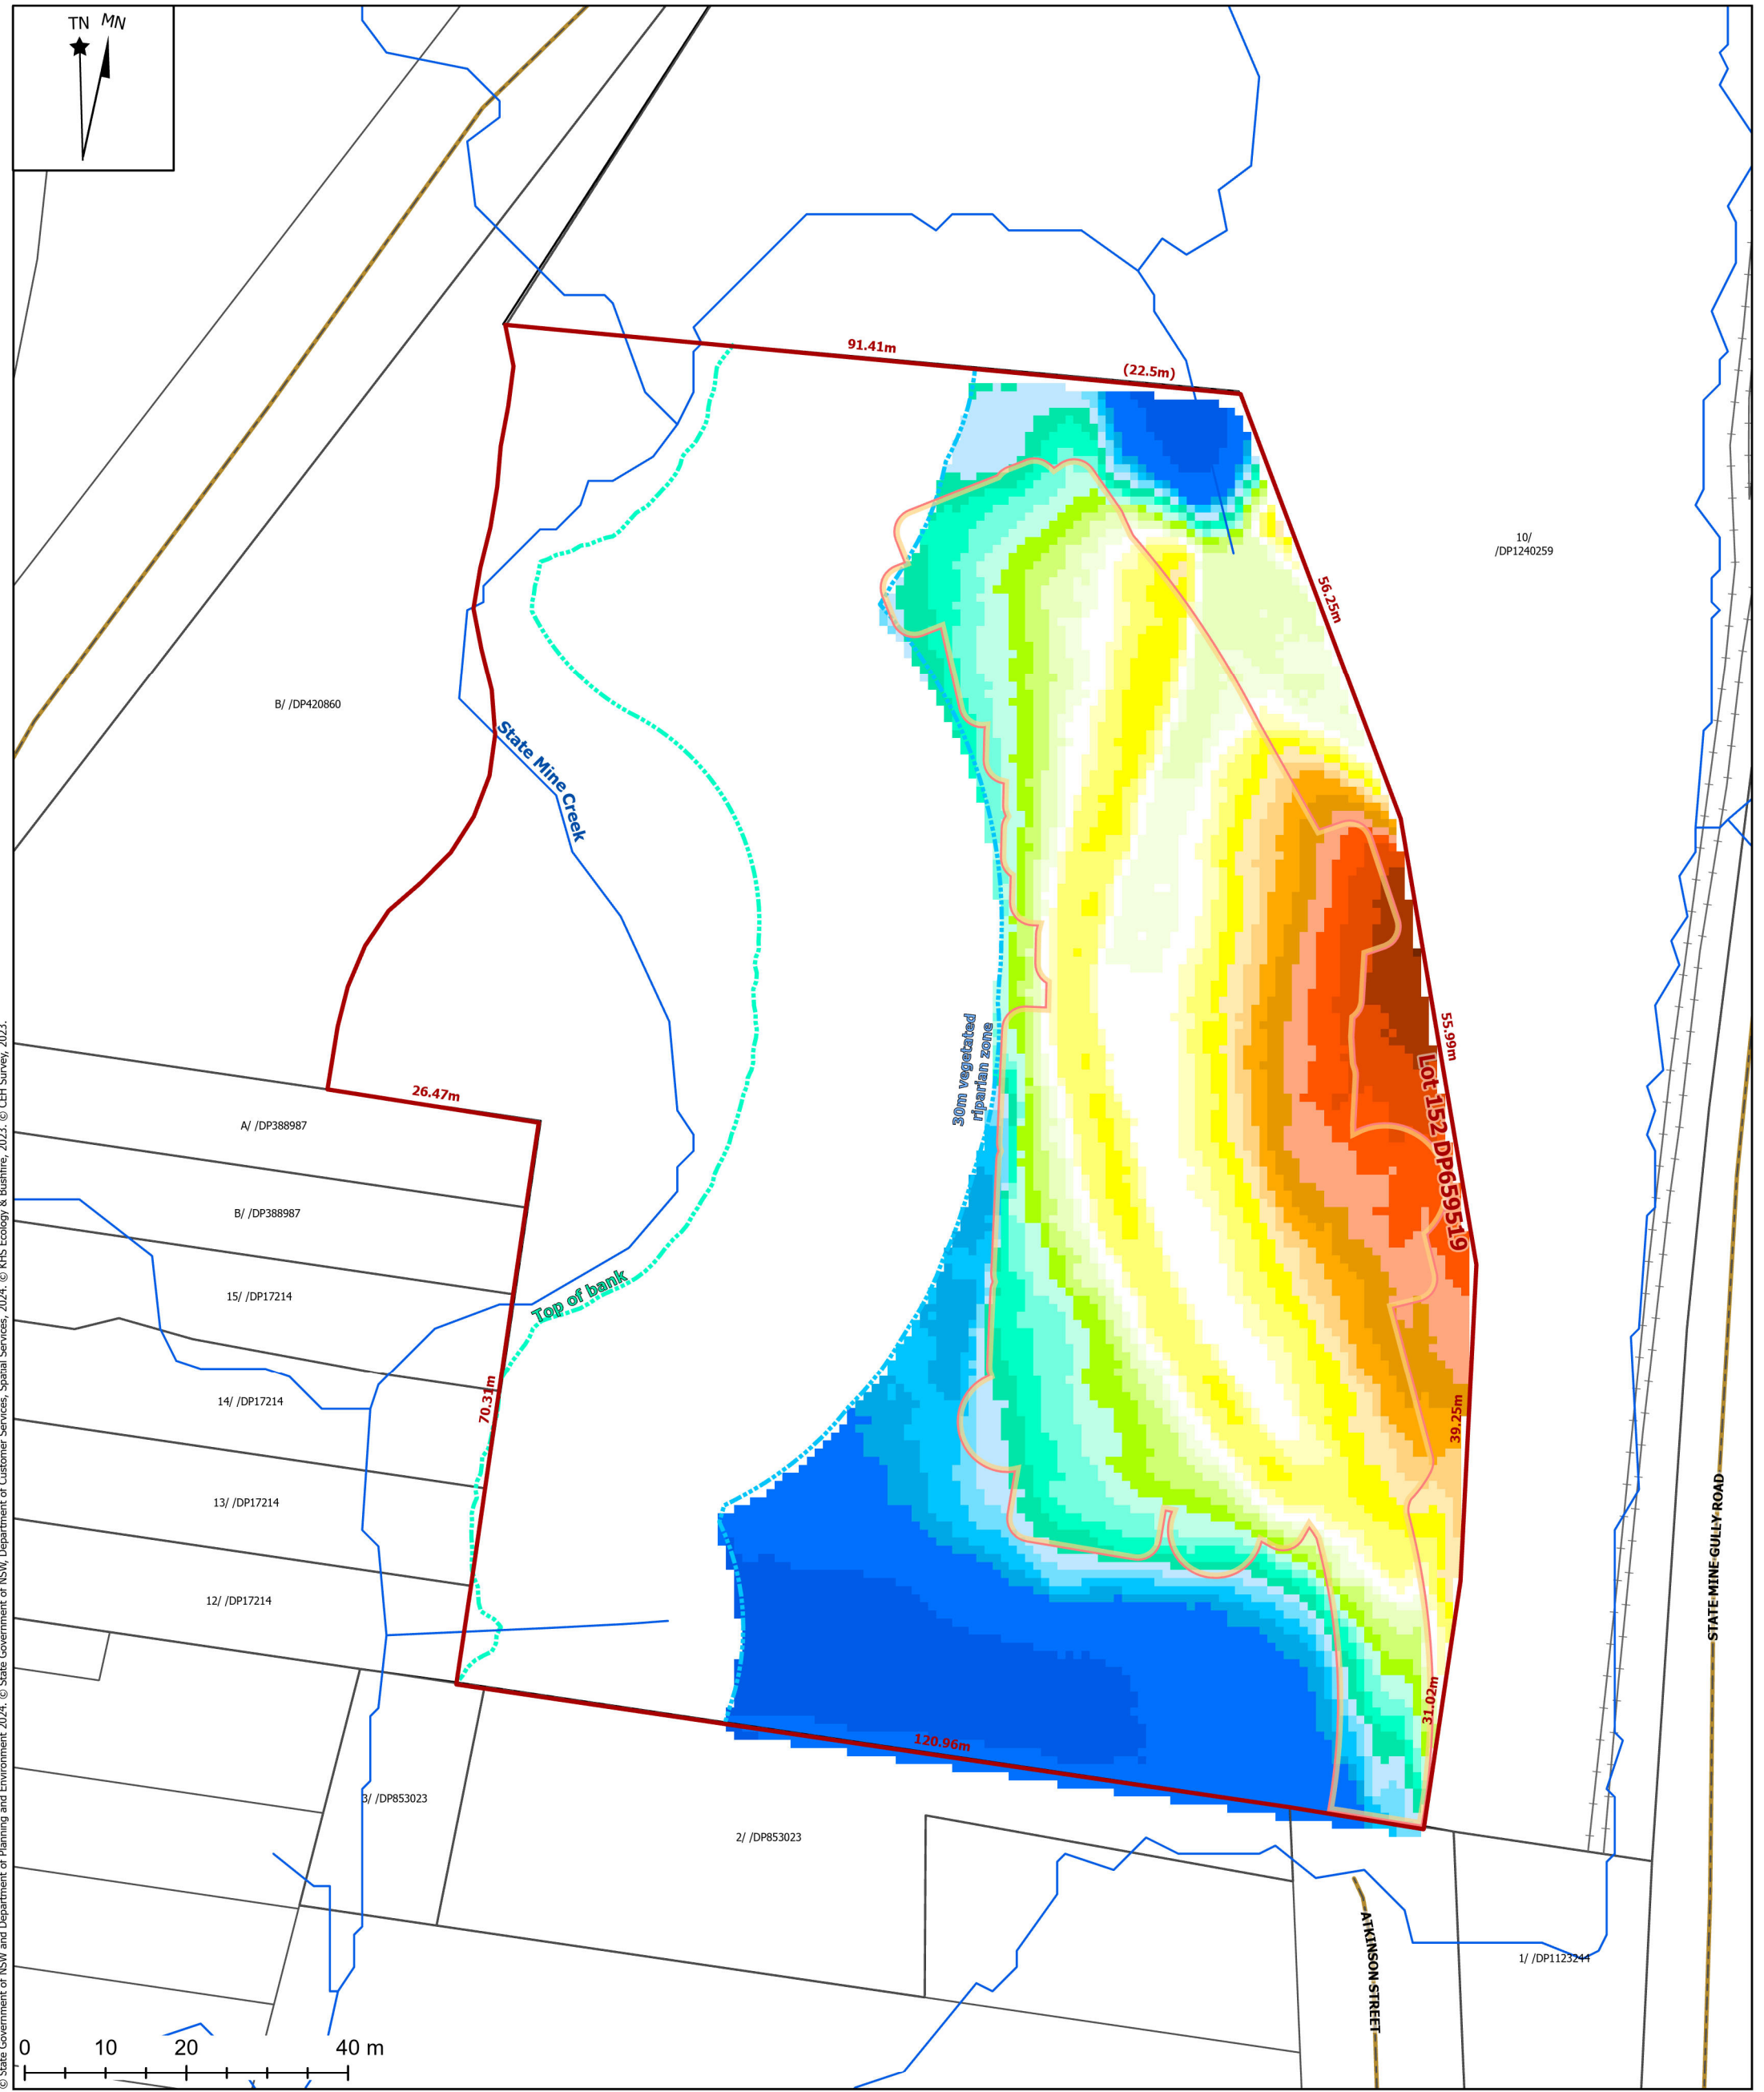 TN MN
91.41m
(22.5m)
10/
/DP1240259
56.25m
B/ /DP420860
State Mine Creek
30m vegetated
riparian zone
55.99m
Lot 152 DP659519
26.47m
A/ /DP388987
B/ /DP388987
15/ /DP17214
Top of bank
70.31m
14/ /DP17214
39.25m
13/ /DP17214
STATE MINE GULLY ROAD
12/ /DP17214
31.02m
120.96m
3/ /DP853023
2/ /DP853023
ATKINSON STREET
1/ /DP1123244
0 10 20 40 m
© State Government of NSW and Department of Planning and Environment 2024. © State Government of NSW, Department of Customer Services, Spatial Services, 2024. © KHS Ecology & Bushfire, 2023. © CEH Survey, 2023.